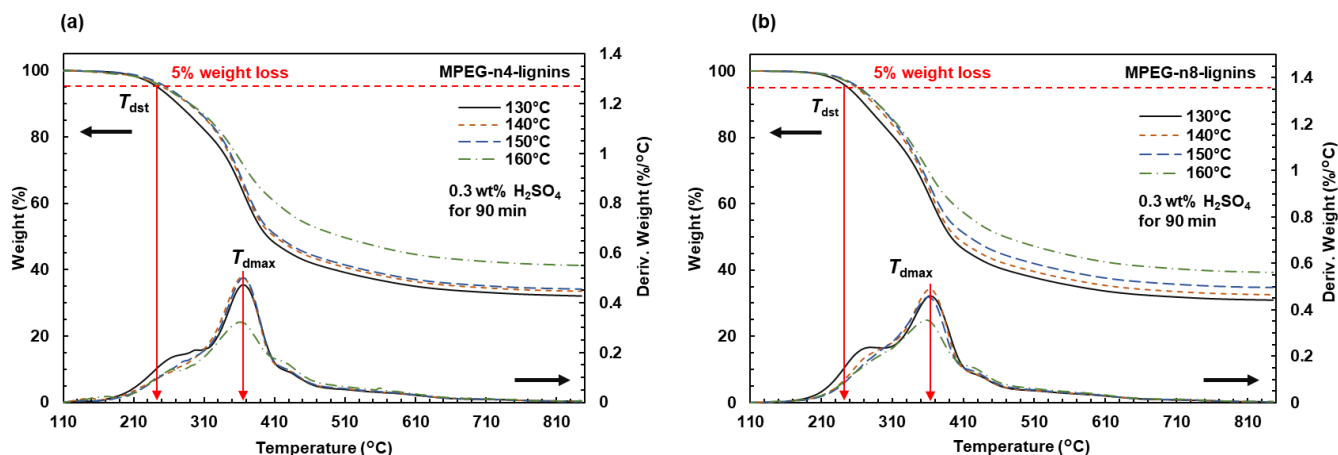 (a)
5% weight loss
MPEG-n4-lignins
T_dst
130°C
140°C
150°C
160°C
0.3 wt% H₂SO₄
for 90 min
T_dmax
Weight (%)
100
80
60
40
20
0
Deriv. Weight (%/°C)
1.4
1.2
1
0.8
0.6
0.4
0.2
0
110 210 310 410 510 610 710 810
Temperature (°C)
(b)
5% weight loss
MPEG-n8-lignins
T_dst
130°C
140°C
150°C
160°C
0.3 wt% H₂SO₄
for 90 min
T_dmax
Weight (%)
100
80
60
40
20
0
Deriv. Weight (%/°C)
1.4
1.2
1
0.8
0.6
0.4
0.2
0
110 210 310 410 510 610 710 810
Temperature (°C)